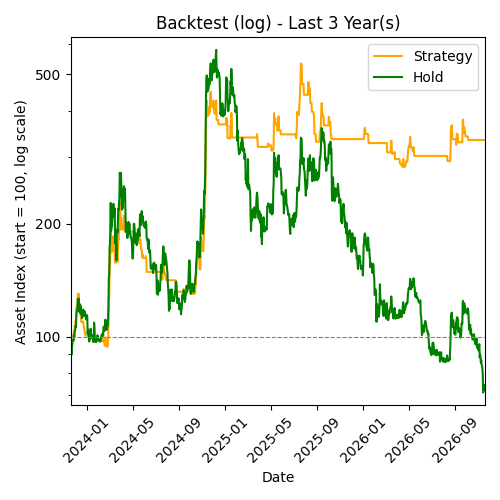 Backtest (log) - Last 3 Year(s)
Strategy
Hold
Asset Index (start = 100, log scale)
500
200
100
2024-01
2024-05
2024-09
2025-01
2025-05
2025-09
2026-01
2026-05
2026-09
Date